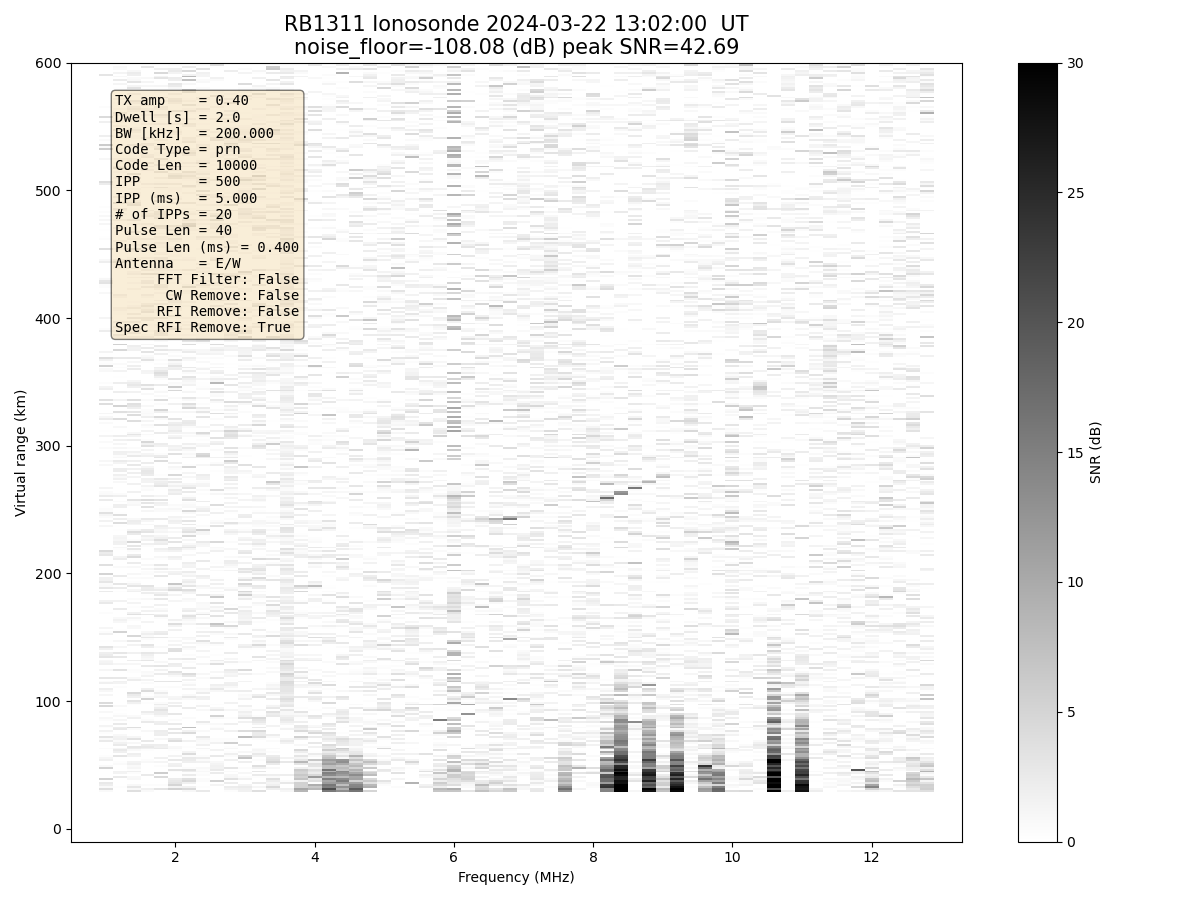 RB1311 Ionosonde 2024-03-22 13:02:00  UT
noise_floor=-108.08 (dB) peak SNR=42.69
600
500
400
300
200
100
0
Virtual range (km)
TX amp    = 0.40
Dwell [s] = 2.0
BW [kHz]  = 200.000
Code Type = prn
Code Len  = 10000
IPP       = 500
IPP (ms)  = 5.000
# of IPPs = 20
Pulse Len = 40
Pulse Len (ms) = 0.400
Antenna   = E/W
FFT Filter: False
CW Remove: False
RFI Remove: False
Spec RFI Remove: True
2 4 6 8 10 12
Frequency (MHz)
30
25
20
15
10
5
0
SNR (dB)